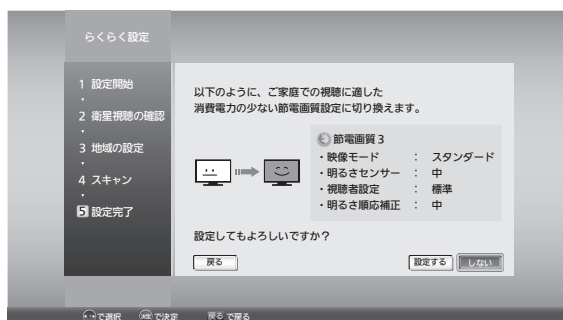 らくらく設定
1 設定開始
2 衛星視聴の確認
3 地域の設定
4 スキャン
5 設定完了
以下のように、ご家庭での視聴に適した
消費電力の少ない節電画質設定に切り換えます。
節電画質3
・映像モード : スタンダード
・明るさセンサー : 中
・視聴者設定 : 標準
・明るさ順応補正 : 中
設定してもよろしいですか?
戻る 設定する しない
で選択 決定 で決定 戻る で戻る